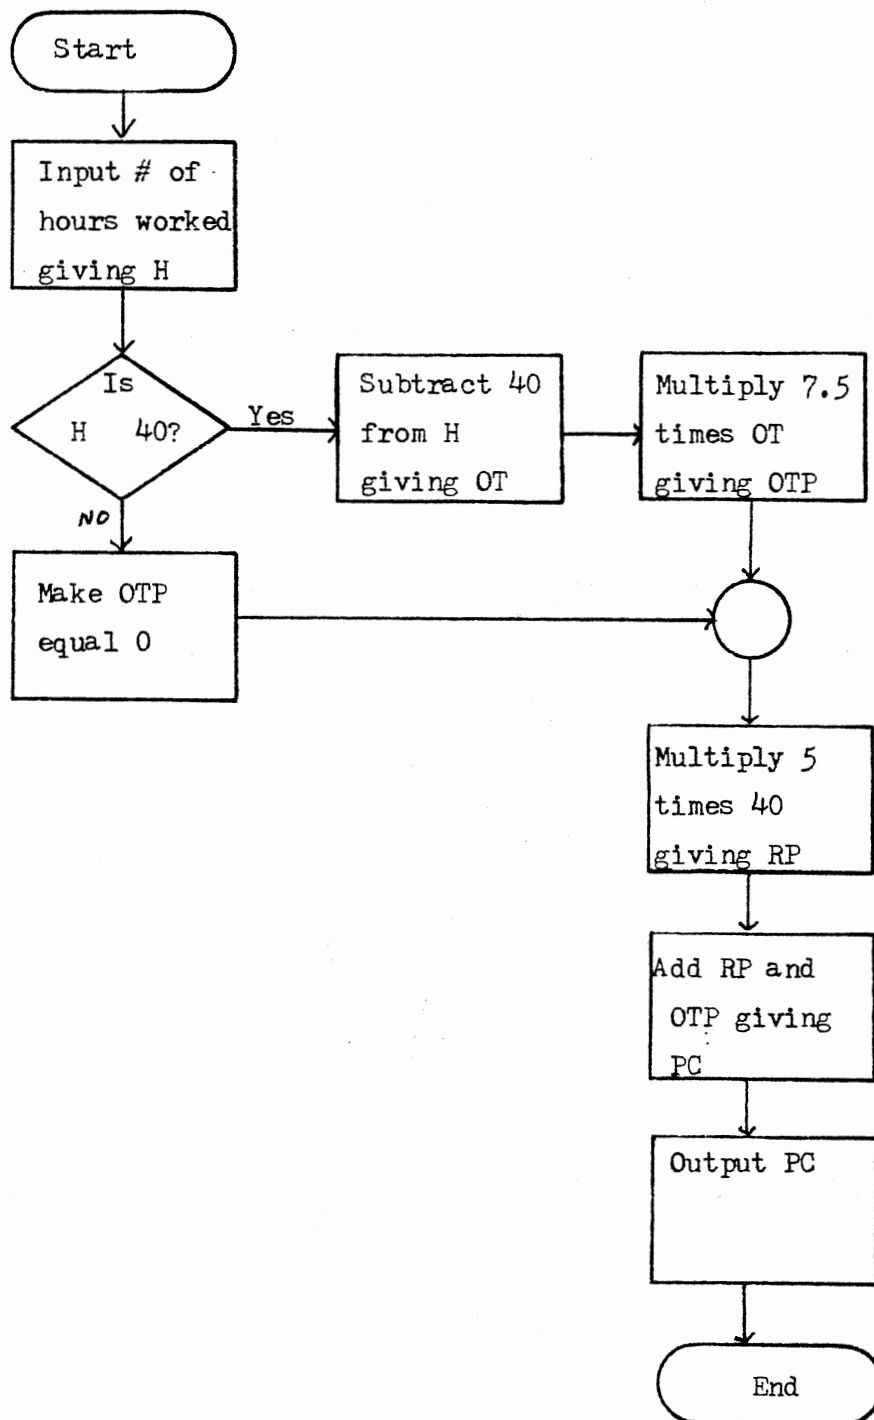 Start
Input # of
hours worked
giving H
Is
H 40?
Yes
NO
Subtract 40
from H
giving OT
Multiply 7.5
times OT
giving OTP
Make OTP
equal 0
Multiply 5
times 40
giving RP
Add RP and
OTP giving
PC
Output PC
End